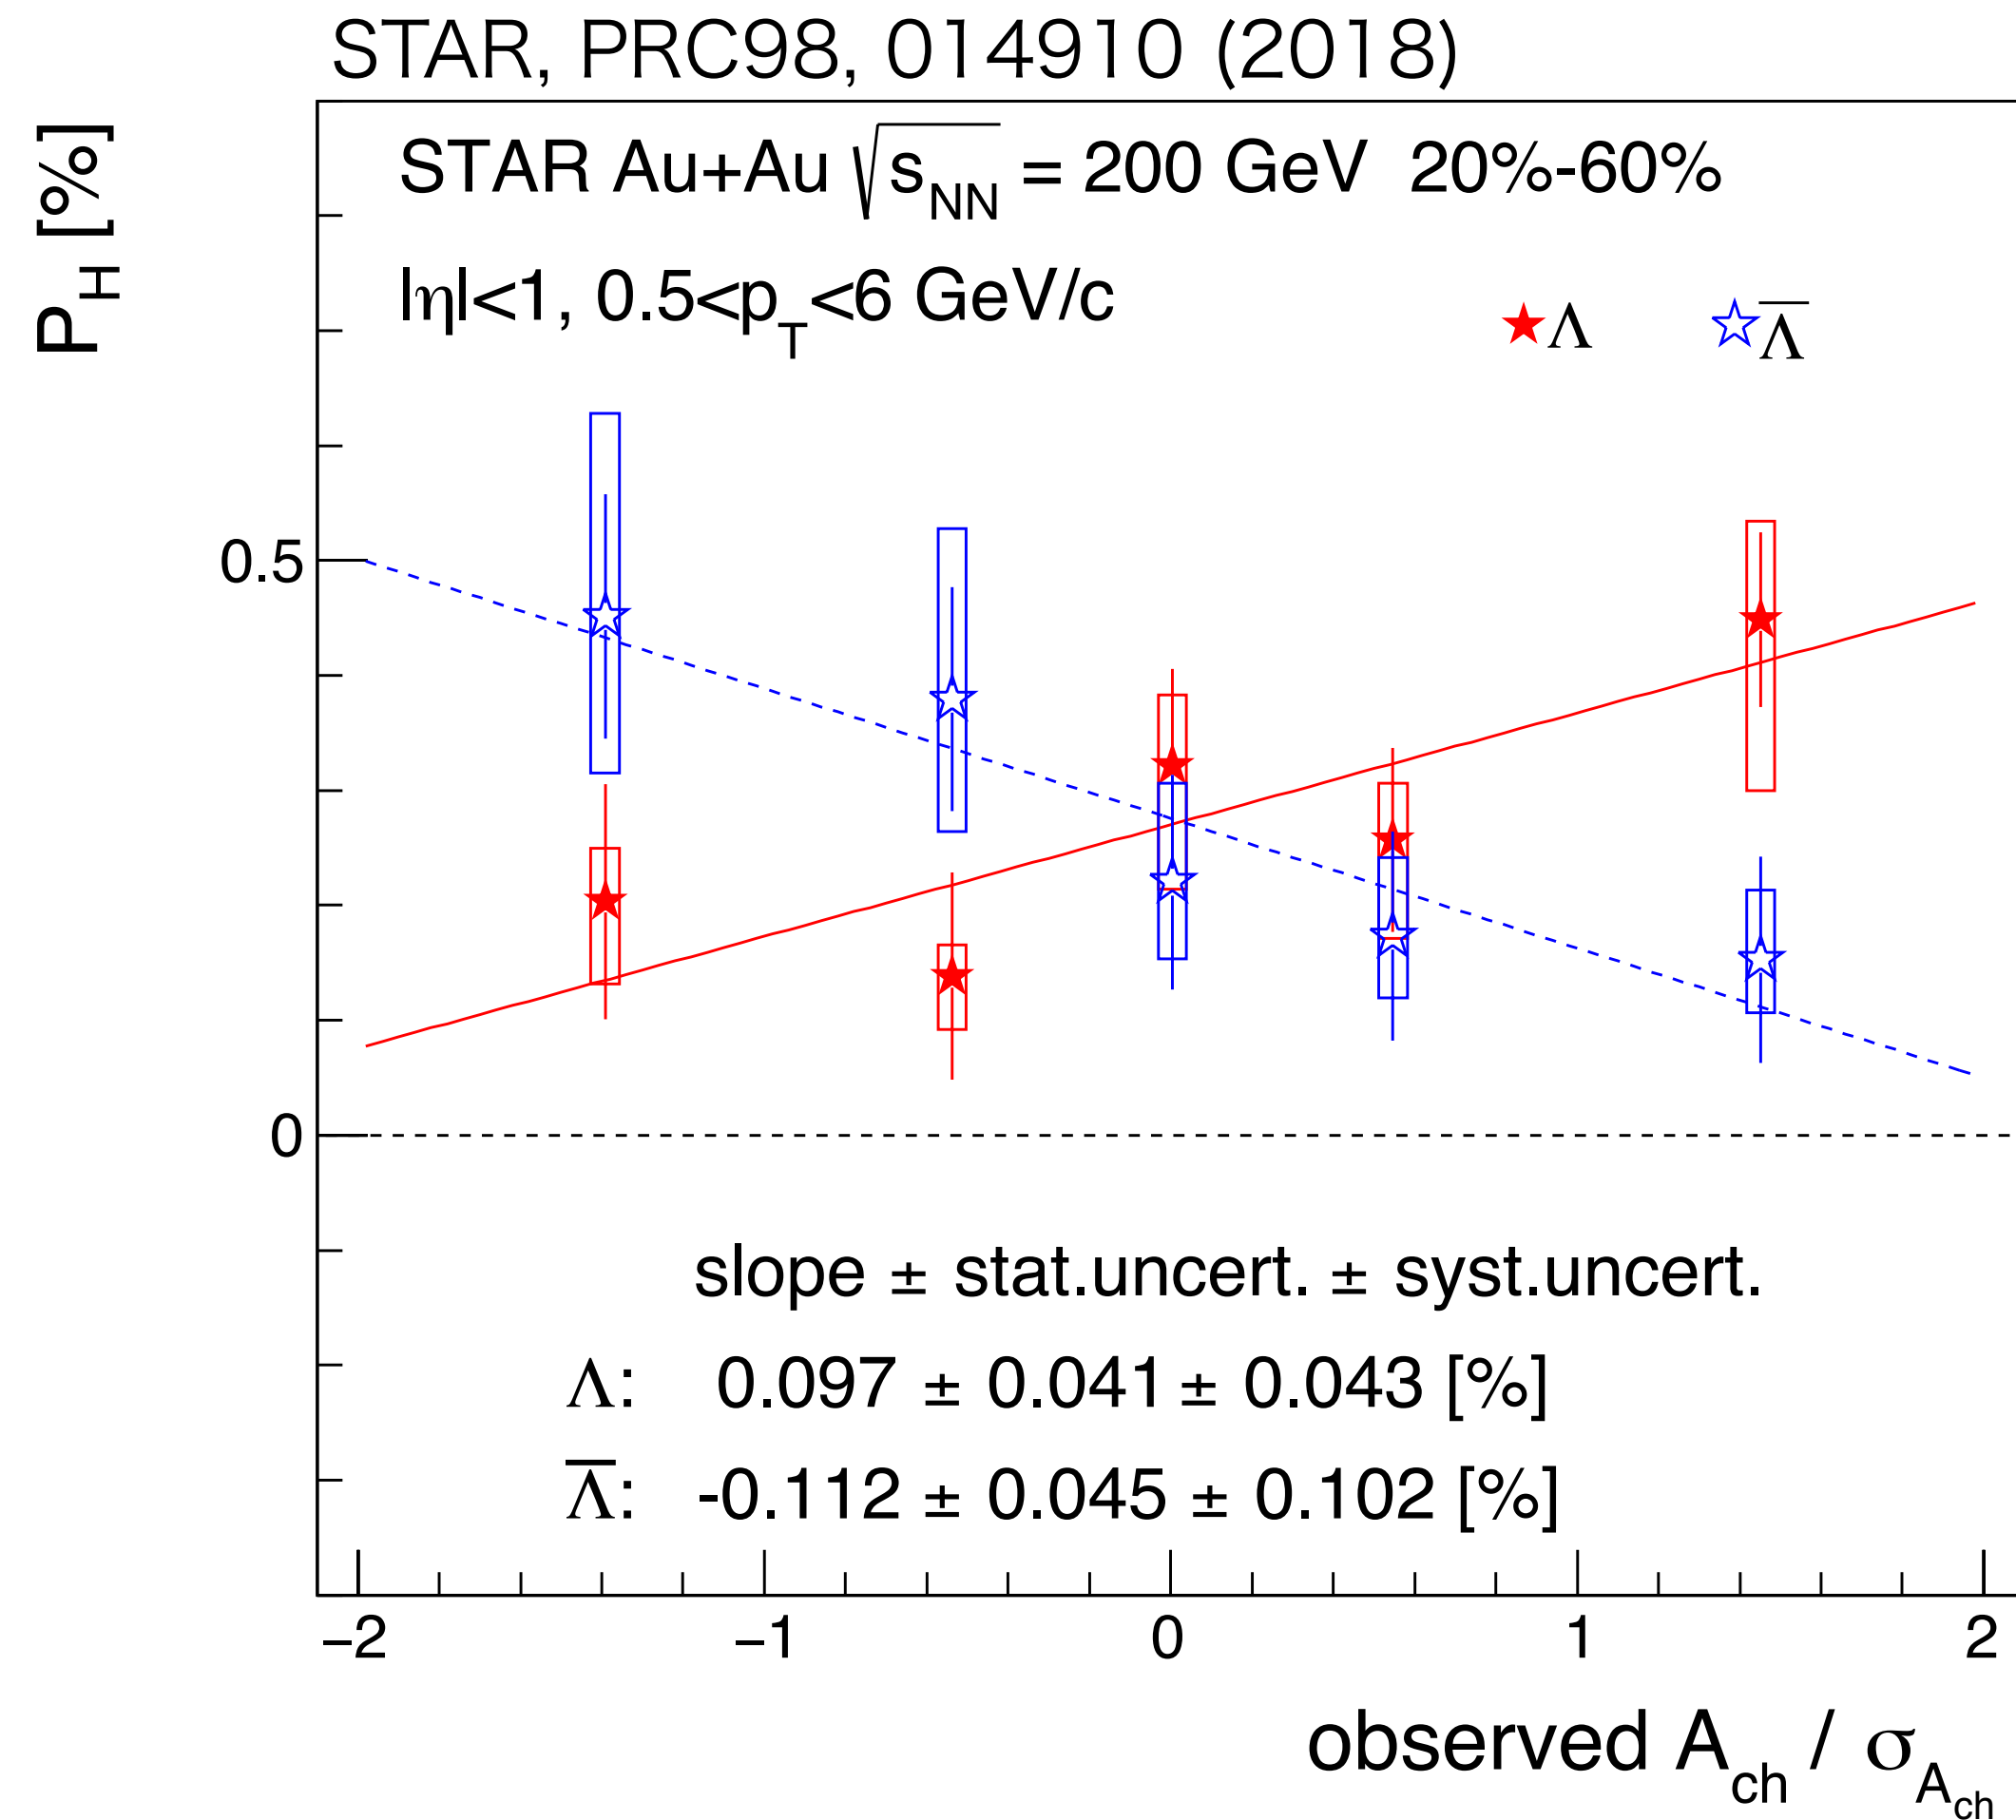 STAR, PRC98, 014910 (2018)
P_H [%]
STAR Au+Au √s_NN = 200 GeV 20%-60%
|η|<1, 0.5<p_T<6 GeV/c
Λ Λ̅
0.5
0
slope ± stat.uncert. ± syst.uncert.
Λ: 0.097 ± 0.041 ± 0.043 [%]
Λ̅: -0.112 ± 0.045 ± 0.102 [%]
−2 −1 0 1 2
observed A_ch / σ_A_ch